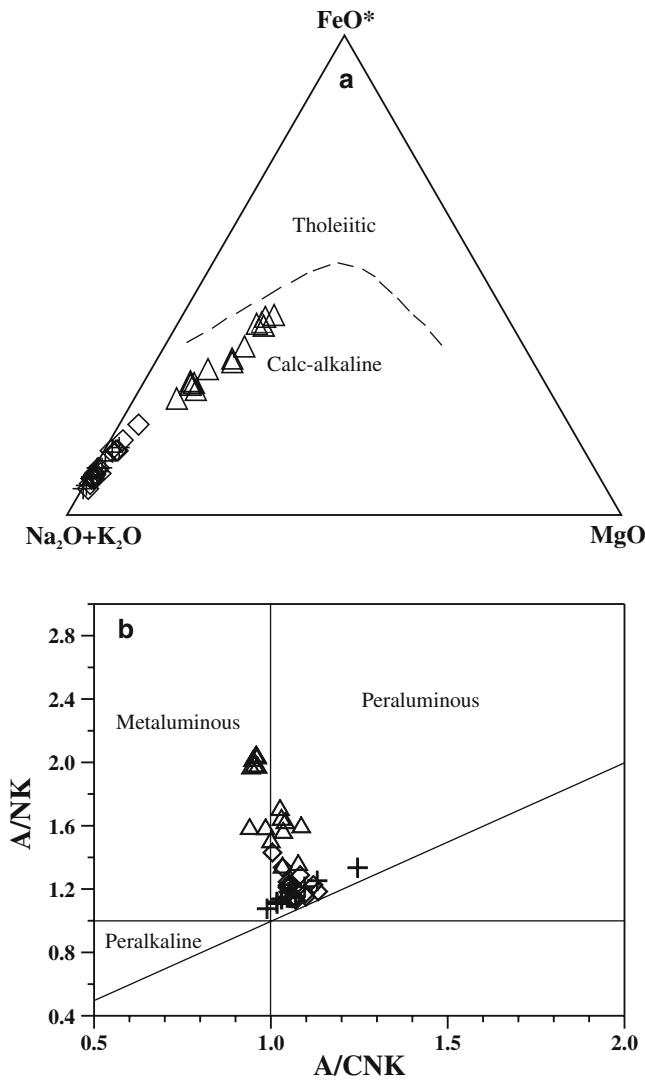 FeO*
a
Tholeiitic
Calc-alkaline
Na₂O+K₂O
MgO
b
2.8
Peraluminous
2.4
Metaluminous
2.0
A/NK
1.6
1.2
Peralkaline
0.8
0.4
0.5
1.0
1.5
2.0
A/CNK